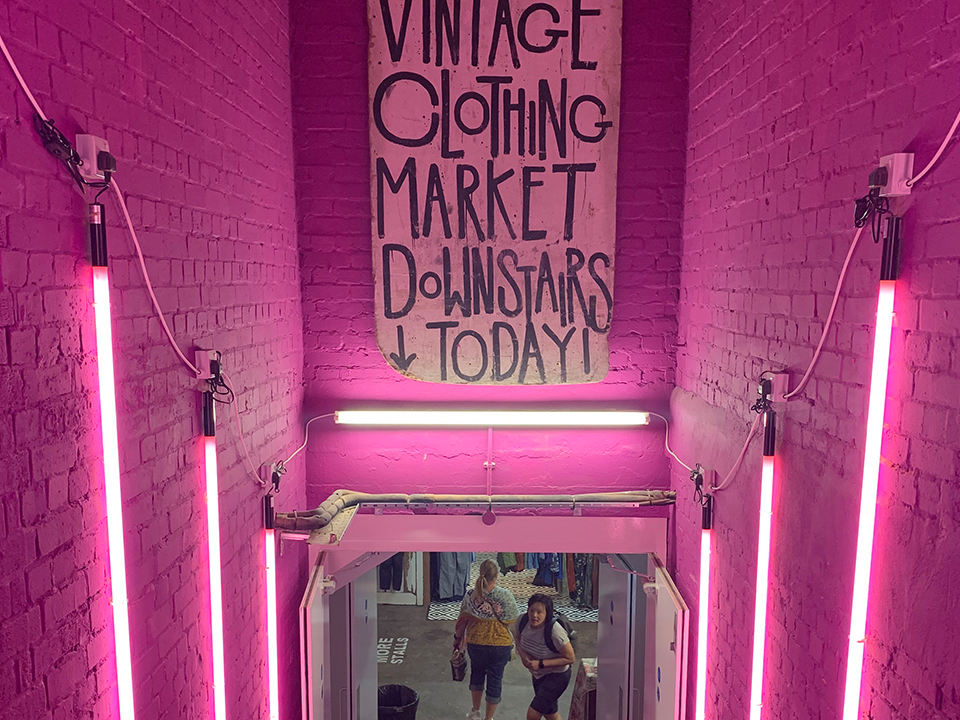 VINTAGE
CLOTHING
MARKET
DOWNSTAIRS
↓ TODAY!
MORE
STALLS